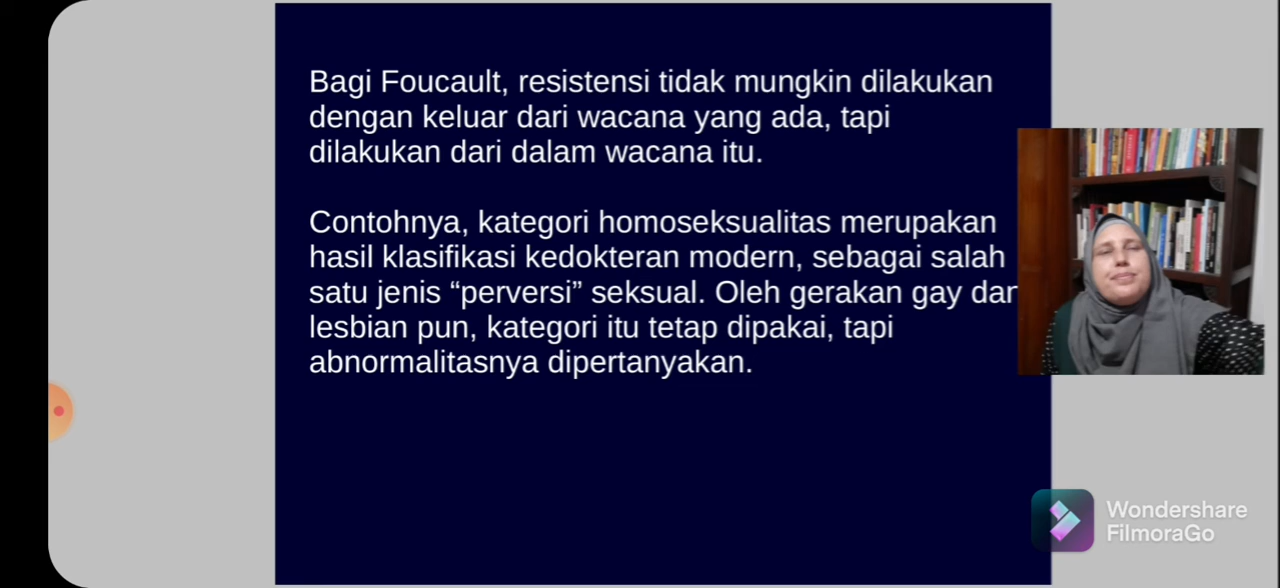 Bagi Foucault, resistensi tidak mungkin dilakukan
dengan keluar dari wacana yang ada, tapi
dilakukan dari dalam wacana itu.
Contohnya, kategori homoseksualitas merupakan
hasil klasifikasi kedokteran modern, sebagai salah
satu jenis “perversi” seksual. Oleh gerakan gay dan
lesbian pun, kategori itu tetap dipakai, tapi
abnormalitasnya dipertanyakan.
Wondershare
FilmoraGo